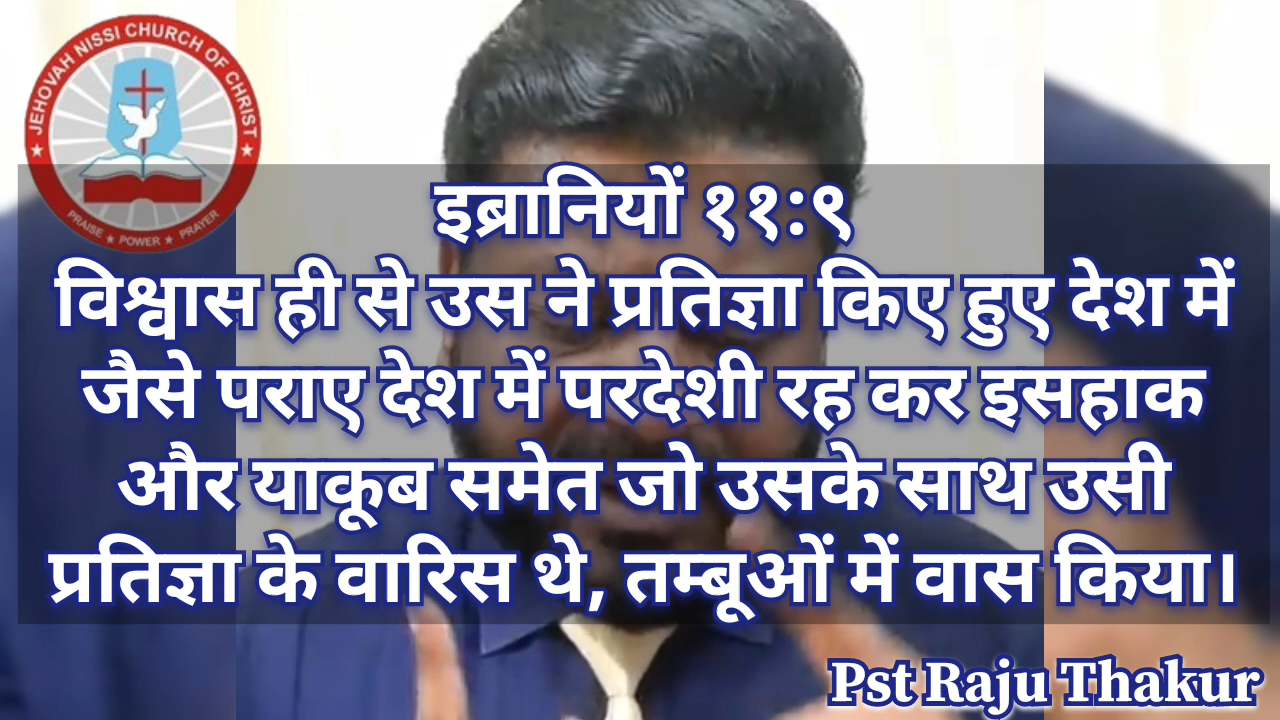 JEHOVAH NISSI CHURCH OF CHRIST
PRAISE ★ POWER ★ PRAYER
इब्रानियों ११:९
विश्वास ही से उस ने प्रतिज्ञा किए हुए देश में
जैसे पराए देश में परदेशी रह कर इसहाक
और याकूब समेत जो उसके साथ उसी
प्रतिज्ञा के वारिस थे, तम्बूओं में वास किया।
Pst Raju Thakur